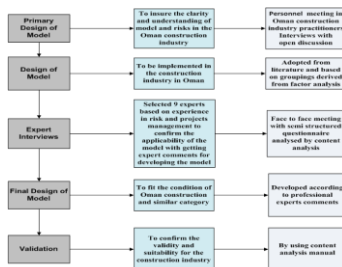 Primary
Design of
Model
To insure the clarity
and understanding of
model and risks in the
Oman construction
industry
Personnel meeting in
Oman construction
industry practitioners
Interviews with
open discussion
Design of
Model
To be implemented in
the construction
industry in Oman
Adopted from
literature and based
on groupings derived
from factor analysis
Expert
Interviews
Selected 9 experts
based on experience
in risk and projects
management to
confirm the
applicability of the
model with getting
expert comments for
developing the model
Face to face meeting
with semi structured
questionnaire
analysed by content
analysis
Final Design of
Model
To fit the condition of
Oman construction
and similar category
Developed according
to professional
experts comments
Validation
To confirm the
validity and
suitability for the
construction industry
By using content
analysis manual